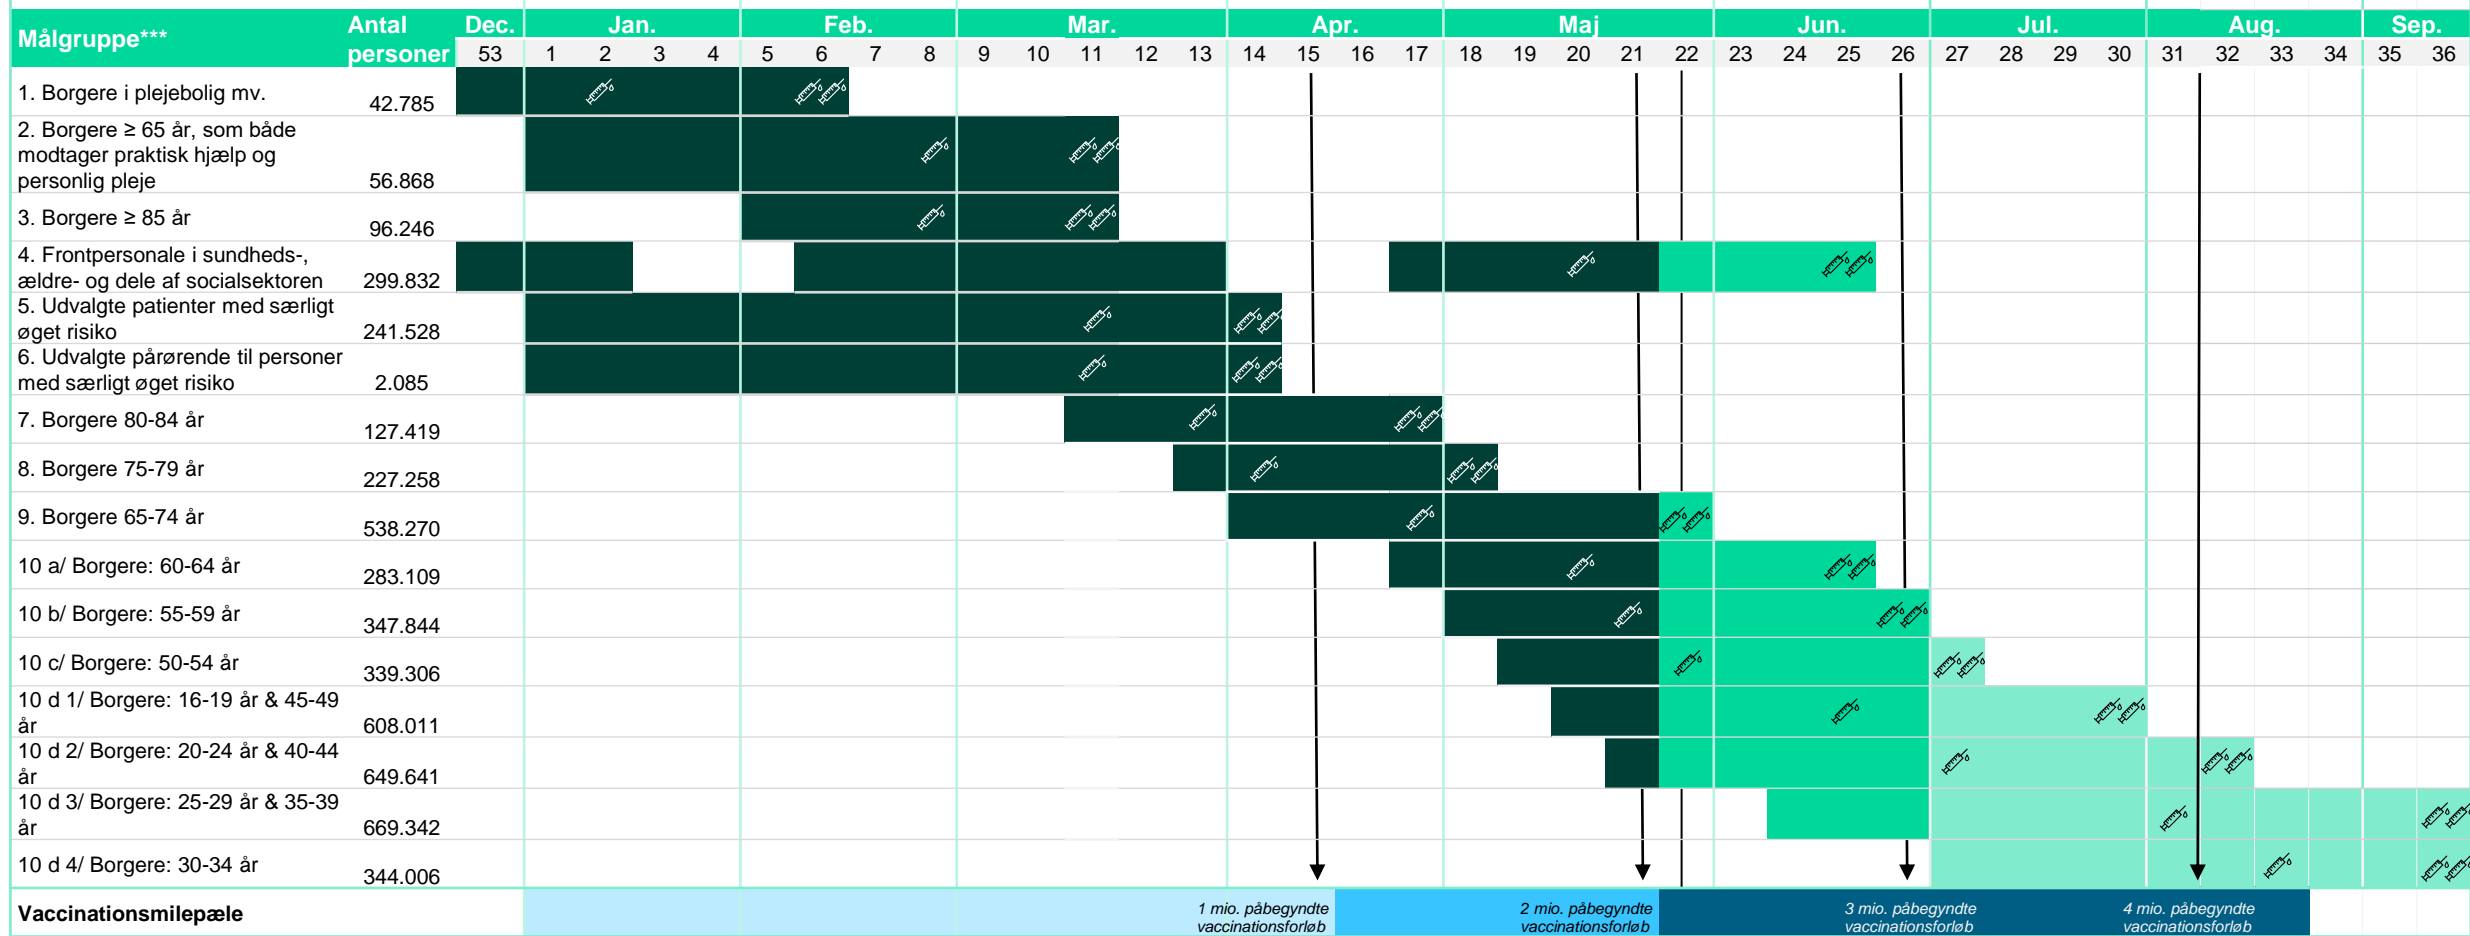 Målgruppe*** Antal personer Dec. Jan. Feb. Mar. Apr. Maj Jun. Jul. Aug. Sep.
53 1 2 3 4 5 6 7 8 9 10 11 12 13 14 15 16 17 18 19 20 21 22 23 24 25 26 27 28 29 30 31 32 33 34 35 36
1. Borgere i plejebolig mv. 42.785
2. Borgere ≥ 65 år, som både
modtager praktisk hjælp og
personlig pleje 56.868
3. Borgere ≥ 85 år 96.246
4. Frontpersonale i sundheds-,
ældre- og dele af socialsektoren 299.832
5. Udvalgte patienter med særligt
øget risiko 241.528
6. Udvalgte pårørende til personer
med særligt øget risiko 2.085
7. Borgere 80-84 år 127.419
8. Borgere 75-79 år 227.258
9. Borgere 65-74 år 538.270
10 a/ Borgere: 60-64 år 283.109
10 b/ Borgere: 55-59 år 347.844
10 c/ Borgere: 50-54 år 339.306
10 d 1/ Borgere: 16-19 år & 45-49
år 608.011
10 d 2/ Borgere: 20-24 år & 40-44
år 649.641
10 d 3/ Borgere: 25-29 år & 35-39
år 669.342
10 d 4/ Borgere: 30-34 år 344.006
Vaccinationsmilepæle
1 mio. påbegyndte
vaccinationsforløb
2 mio. påbegyndte
vaccinationsforløb
3 mio. påbegyndte
vaccinationsforløb
4 mio. påbegyndte
vaccinationsforløb